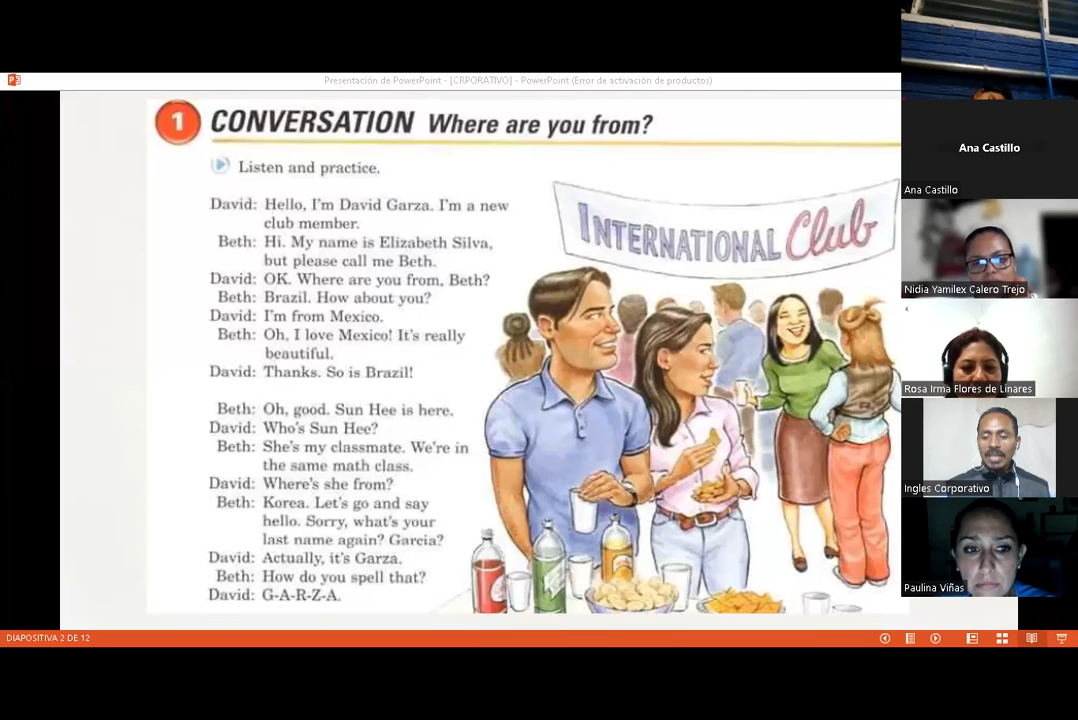 Presentación de PowerPoint - [CRPORATIVO] - PowerPoint (Error de activación de productos)
1 CONVERSATION Where are you from?
Listen and practice.
David: Hello, I'm David Garza. I'm a new
club member.
Beth: Hi. My name is Elizabeth Silva,
but please call me Beth.
David: OK. Where are you from, Beth?
Beth: Brazil. How about you?
David: I'm from Mexico.
Beth: Oh, I love Mexico! It's really
beautiful.
David: Thanks. So is Brazil!
Beth: Oh, good. Sun Hee is here.
David: Who's Sun Hee?
Beth: She's my classmate. We're in
the same math class.
David: Where's she from?
Beth: Korea. Let's go and say
hello. Sorry, what's your
last name again? Garcia?
David: Actually, it's Garza.
Beth: How do you spell that?
David: G-A-R-Z-A.
INTERNATIONAL Club
DIAPOSITIVA 2 DE 12
Ana Castillo
Ana Castillo
Nidia Yamilex Calero Trejo
Rosa Irma Flores de Linares
Ingles Corporativo
Paulina Viñas